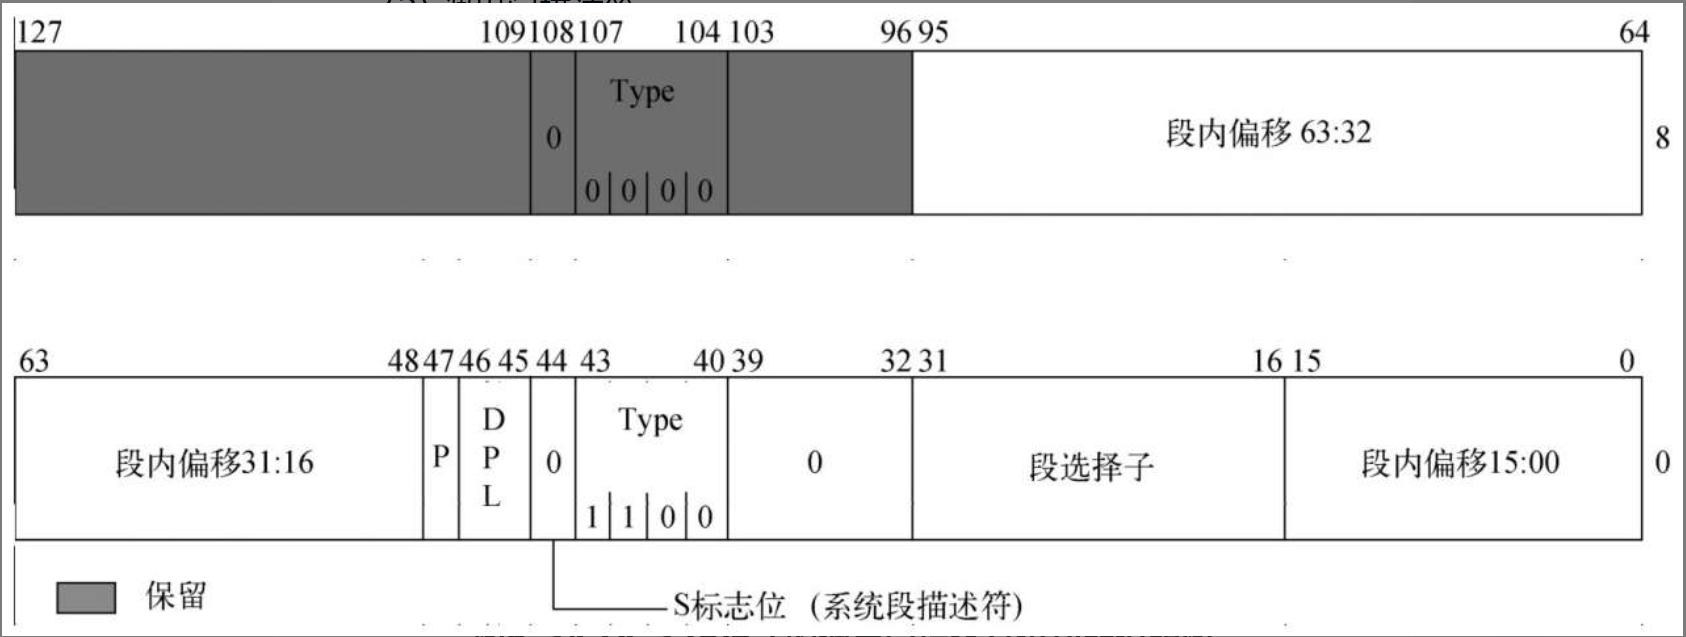 127 109 108 107 104 103 96 95 64
Type
0 段内偏移 63:32 8
0 0 0 0
63 48 47 46 45 44 43 40 39 32 31 16 15 0
段内偏移31:16 P DPL 0 Type 0 段选择子 段内偏移15:00 0
1 1 0 0
保留 S标志位 (系统段描述符)